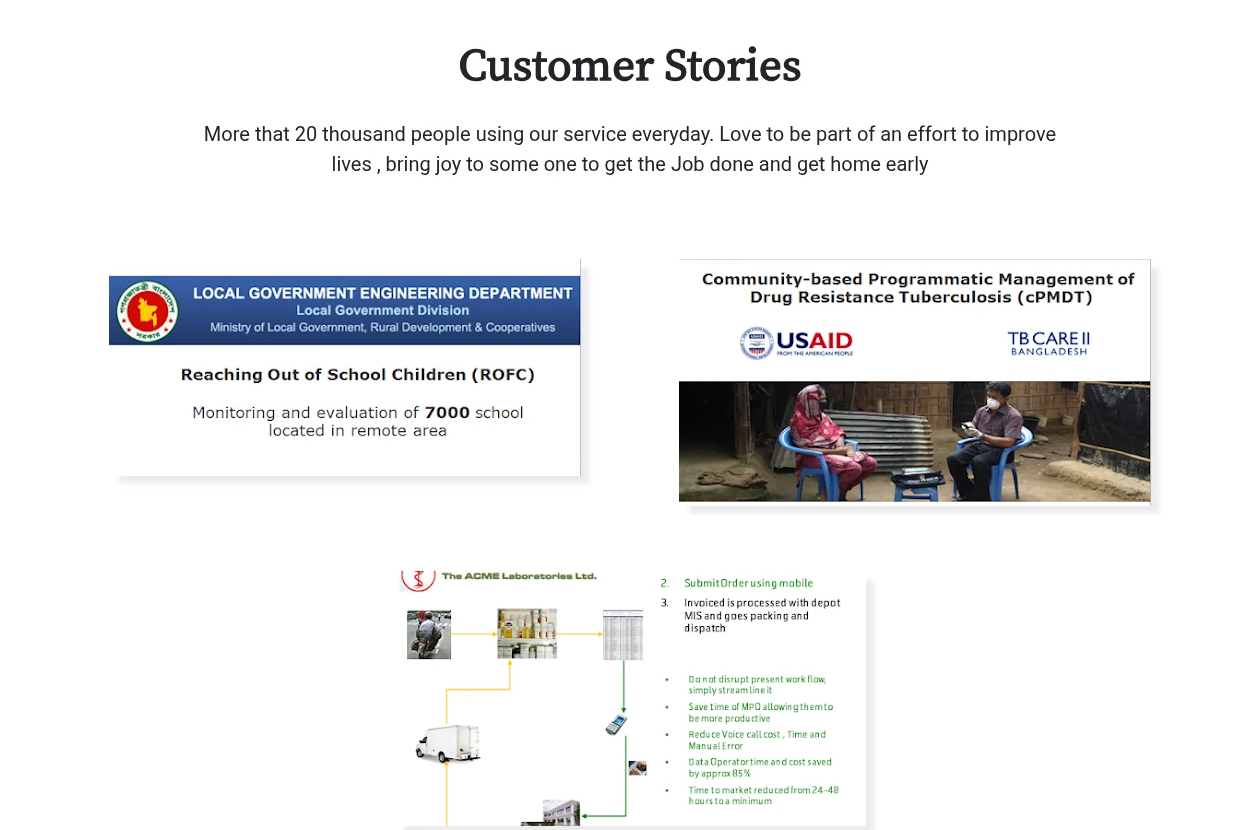 Customer Stories
More that 20 thousand people using our service everyday. Love to be part of an effort to improve
lives , bring joy to some one to get the Job done and get home early
LOCAL GOVERNMENT ENGINEERING DEPARTMENT
Local Government Division
Ministry of Local Government, Rural Development & Cooperatives
Reaching Out of School Children (ROFC)
Monitoring and evaluation of 7000 school
located in remote area
Community-based Programmatic Management of
Drug Resistance Tuberculosis (cPMDT)
USAID
FROM THE AMERICAN PEOPLE
TB CARE II
BANGLADESH
The ACME Laboratories Ltd.
2. Submit Order using mobile
3. Invoiced is processed with depot
MIS and goes packing and
dispatch
• Do not disrupt present work flow,
simply stream line it
• Save time of MPO allowing them to
be more productive
• Reduce Voice call cost , Time and
Manual Error
• Data Operator time and cost saved
by approx 85%
• Time to market reduced from 24-48
hours to a minimum